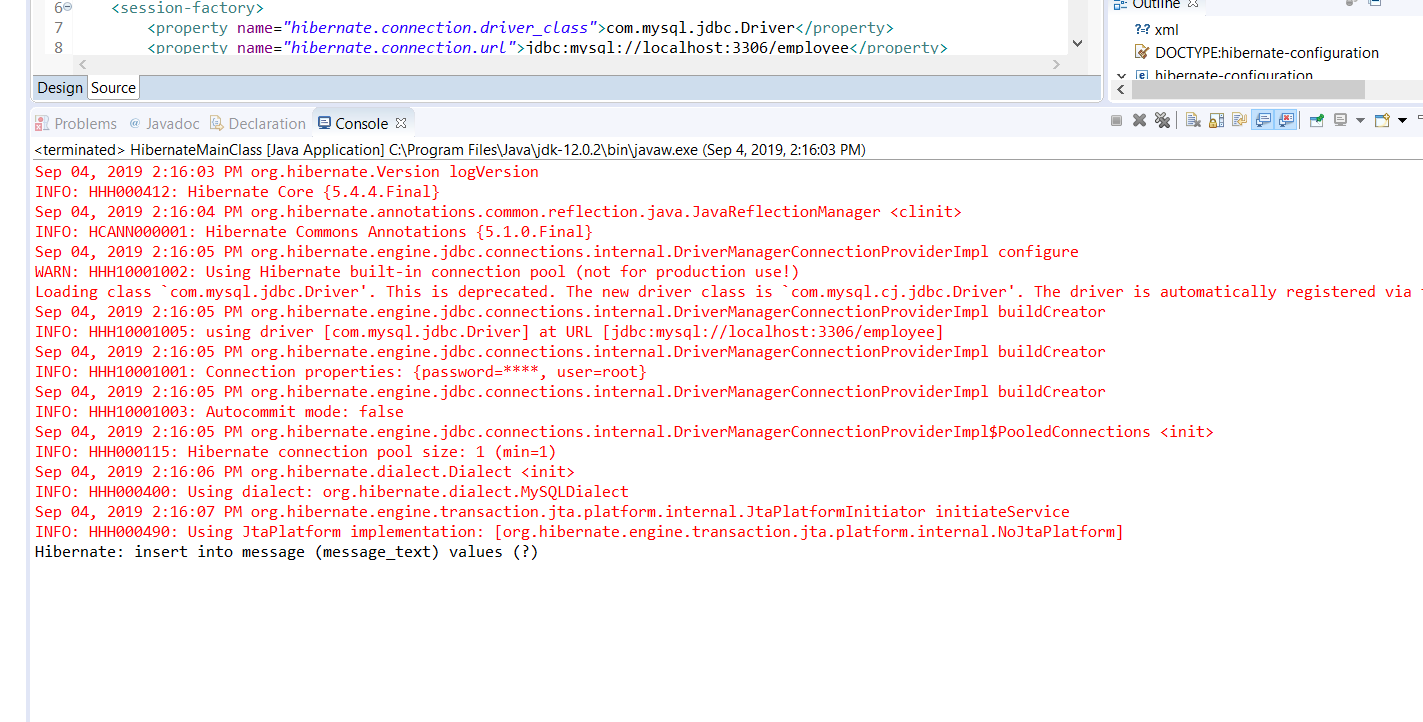 6 <session-factory>
7 <property name="hibernate.connection.driver_class">com.mysql.jdbc.Driver</property>
8 <property name="hibernate.connection.url">jdbc:mysql://localhost:3306/employee</property>
Outline
?-? xml
DOCTYPE:hibernate-configuration
e hibernate-configuration
Design Source
Problems @ Javadoc Declaration Console
<terminated> HibernateMainClass [Java Application] C:\Program Files\Java\jdk-12.0.2\bin\javaw.exe (Sep 4, 2019, 2:16:03 PM)
Sep 04, 2019 2:16:03 PM org.hibernate.Version logVersion
INFO: HHH000412: Hibernate Core {5.4.4.Final}
Sep 04, 2019 2:16:04 PM org.hibernate.annotations.common.reflection.java.JavaReflectionManager <clinit>
INFO: HCANN000001: Hibernate Commons Annotations {5.1.0.Final}
Sep 04, 2019 2:16:05 PM org.hibernate.engine.jdbc.connections.internal.DriverManagerConnectionProviderImpl configure
WARN: HHH10001002: Using Hibernate built-in connection pool (not for production use!)
Loading class `com.mysql.jdbc.Driver'. This is deprecated. The new driver class is `com.mysql.cj.jdbc.Driver'. The driver is automatically registered via
Sep 04, 2019 2:16:05 PM org.hibernate.engine.jdbc.connections.internal.DriverManagerConnectionProviderImpl buildCreator
INFO: HHH10001005: using driver [com.mysql.jdbc.Driver] at URL [jdbc:mysql://localhost:3306/employee]
Sep 04, 2019 2:16:05 PM org.hibernate.engine.jdbc.connections.internal.DriverManagerConnectionProviderImpl buildCreator
INFO: HHH10001001: Connection properties: {password=****, user=root}
Sep 04, 2019 2:16:05 PM org.hibernate.engine.jdbc.connections.internal.DriverManagerConnectionProviderImpl buildCreator
INFO: HHH10001003: Autocommit mode: false
Sep 04, 2019 2:16:05 PM org.hibernate.engine.jdbc.connections.internal.DriverManagerConnectionProviderImpl$PooledConnections <init>
INFO: HHH000115: Hibernate connection pool size: 1 (min=1)
Sep 04, 2019 2:16:06 PM org.hibernate.dialect.Dialect <init>
INFO: HHH000400: Using dialect: org.hibernate.dialect.MySQLDialect
Sep 04, 2019 2:16:07 PM org.hibernate.engine.transaction.jta.platform.internal.JtaPlatformInitiator initiateService
INFO: HHH000490: Using JtaPlatform implementation: [org.hibernate.engine.transaction.jta.platform.internal.NoJtaPlatform]
Hibernate: insert into message (message_text) values (?)